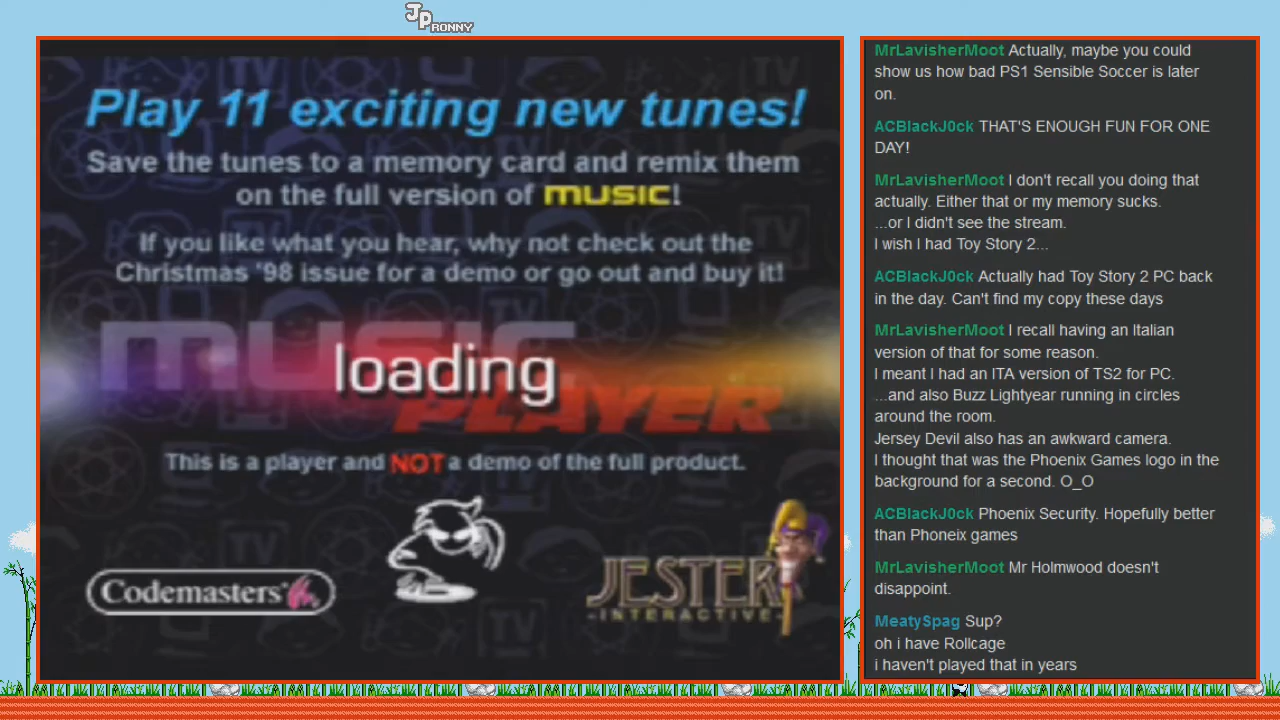 JPRONNY
Play 11 exciting new tunes!
Save the tunes to a memory card and remix them
on the full version of MUSIC!
If you like what you hear, why not check out the
Christmas '98 issue for a demo or go out and buy it!
MUSIC
loading
PLAYER
This is a player and NOT a demo of the full product.
Codemasters
JESTER
-INTERACTIVE-
MrLavisherMoot Actually, maybe you could
show us how bad PS1 Sensible Soccer is later
on.
ACBlackJ0ck THAT'S ENOUGH FUN FOR ONE
DAY!
MrLavisherMoot I don't recall you doing that
actually. Either that or my memory sucks.
...or I didn't see the stream.
I wish I had Toy Story 2...
ACBlackJ0ck Actually had Toy Story 2 PC back
in the day. Can't find my copy these days
MrLavisherMoot I recall having an Italian
version of that for some reason.
I meant I had an ITA version of TS2 for PC.
...and also Buzz Lightyear running in circles
around the room.
Jersey Devil also has an awkward camera.
I thought that was the Phoenix Games logo in the
background for a second. O_O
ACBlackJ0ck Phoenix Security. Hopefully better
than Phoneix games
MrLavisherMoot Mr Holmwood doesn't
disappoint.
MeatySpag Sup?
oh i have Rollcage
i haven't played that in years